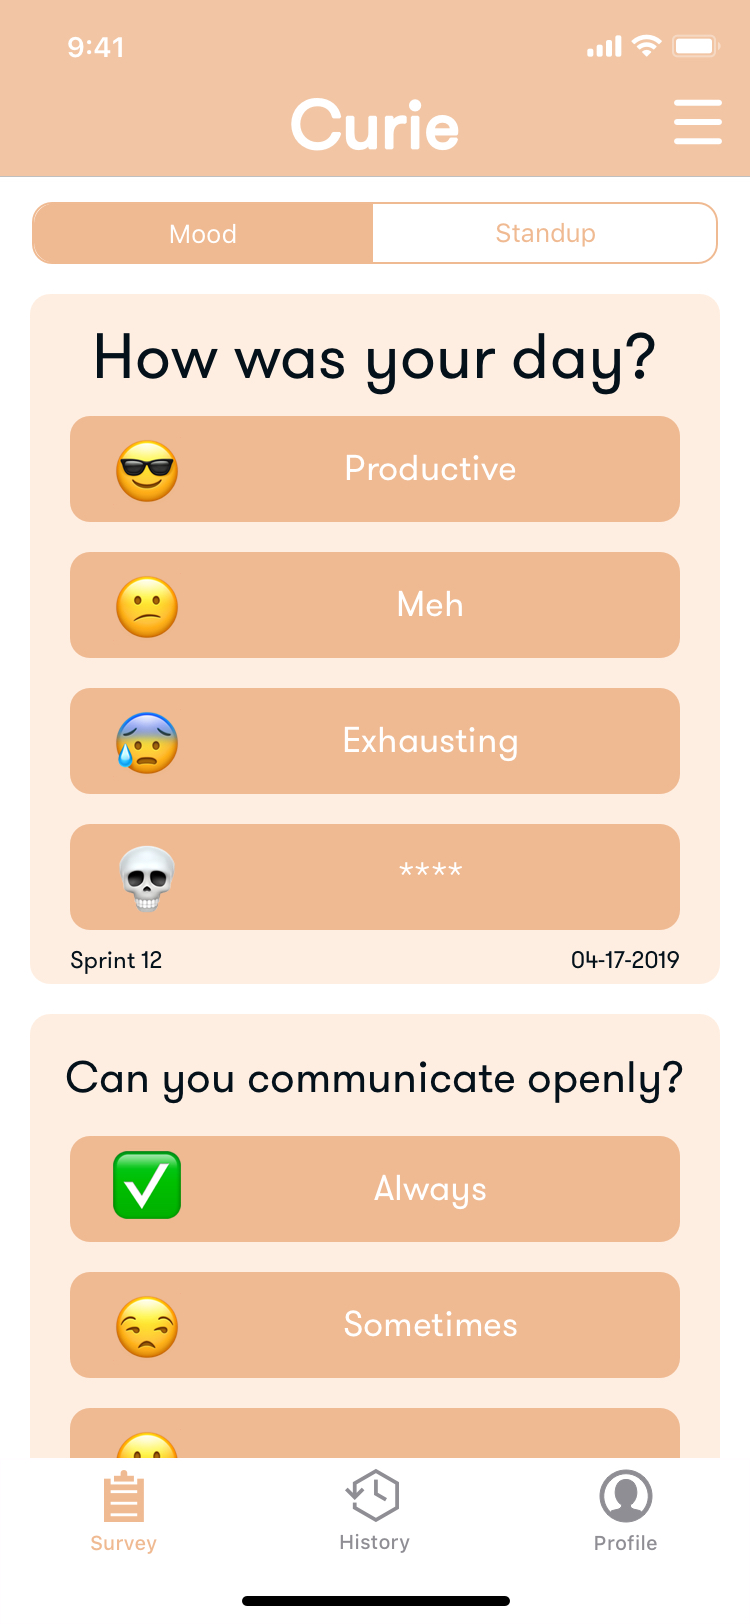 9:41
Curie
Mood
Standup
How was your day?
😎 Productive
😕 Meh
😰 Exhausting
💀 ****
Sprint 12
04-17-2019
Can you communicate openly?
✅ Always
😒 Sometimes
Survey
History
Profile